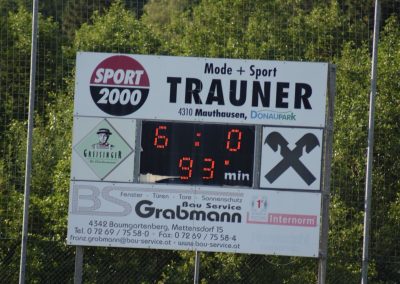 Mode + Sport
SPORT
2000
TRAUNER
4310 Mauthausen, DONAUPARK
GREISINGER
6 : 0
93 min
Fenster - Türen - Tore - Sonnenschutz
BS
Bau Service
Grabmann
1st
Internorm
4342 Baumgartenberg, Mettensdorf 15
Tel. 0 72 69 / 75 58-0 · Fax: 0 72 69 / 75 58-4
franz.grabmann@bau-service.at · www.bau-service.at